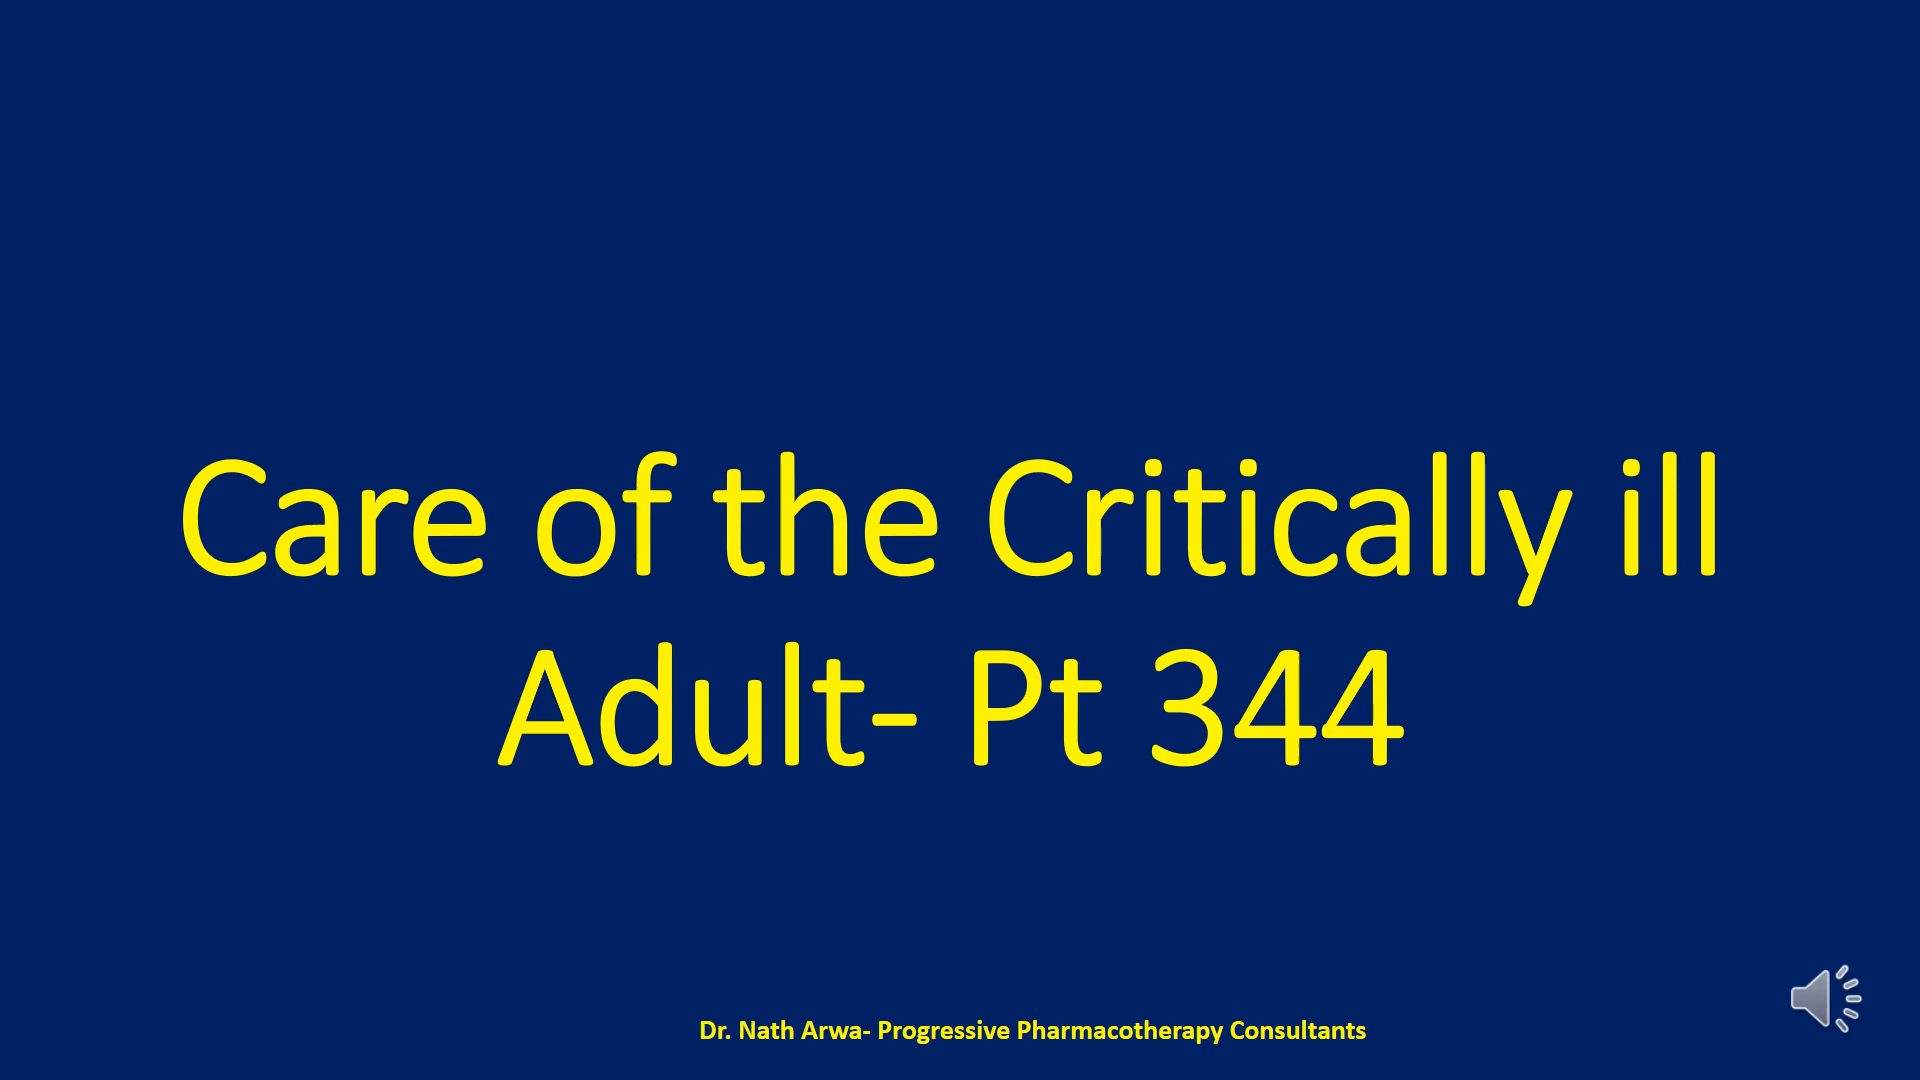 Care of the Critically ill
Adult- Pt 344
Dr. Nath Arwa- Progressive Pharmacotherapy Consultants